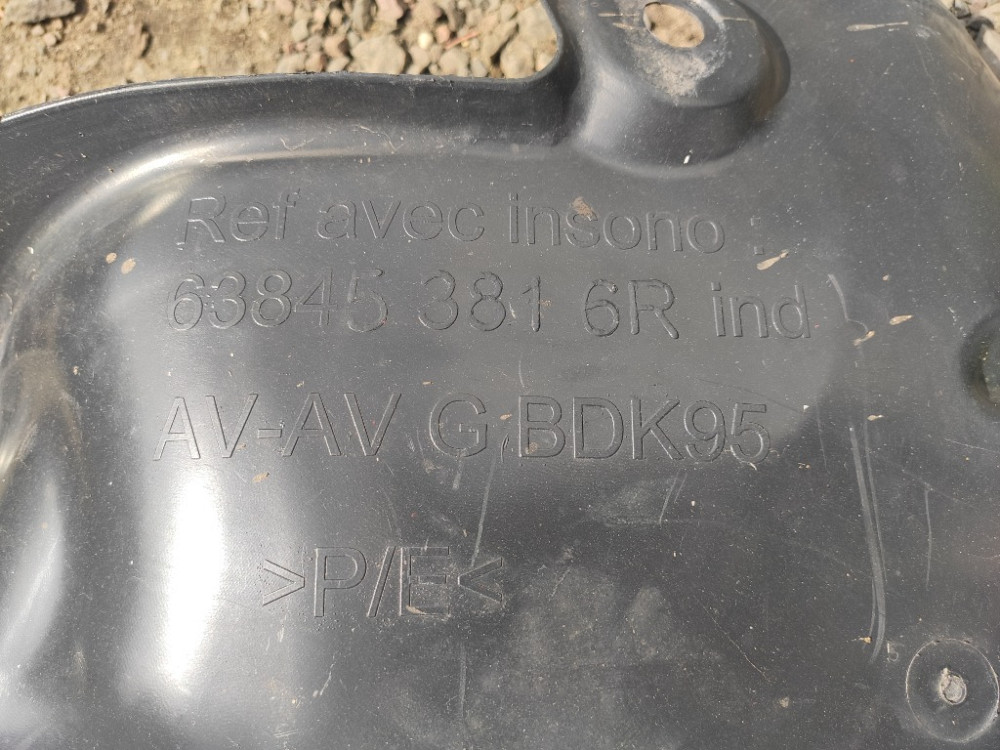 Ref avec insono :
63845 381 6R ind
AV-AV G BDK95
>P/E<